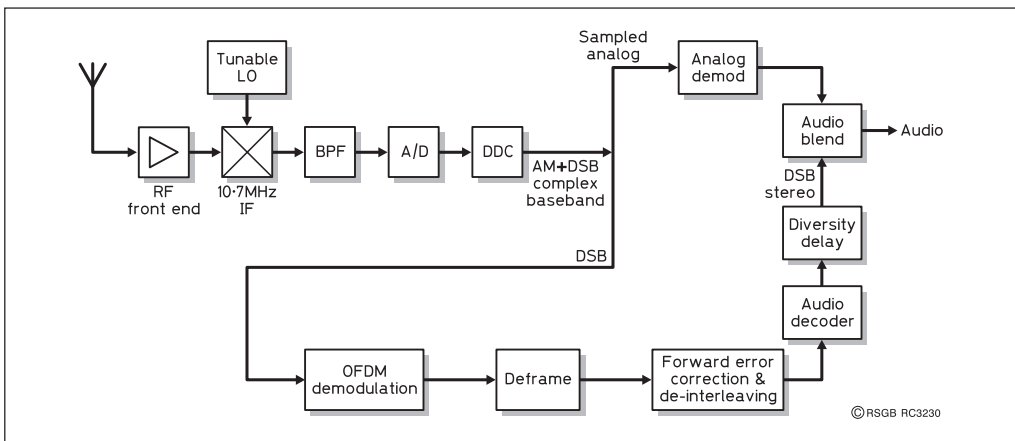 Tunable
LO
RF
front end
10·7MHz
IF
BPF
A/D
DDC
AM+DSB
complex
baseband
Sampled
analog
Analog
demod
Audio
blend
Audio
DSB
stereo
Diversity
delay
Audio
decoder
DSB
OFDM
demodulation
Deframe
Forward error
correction &
de-interleaving
© RSGB RC3230